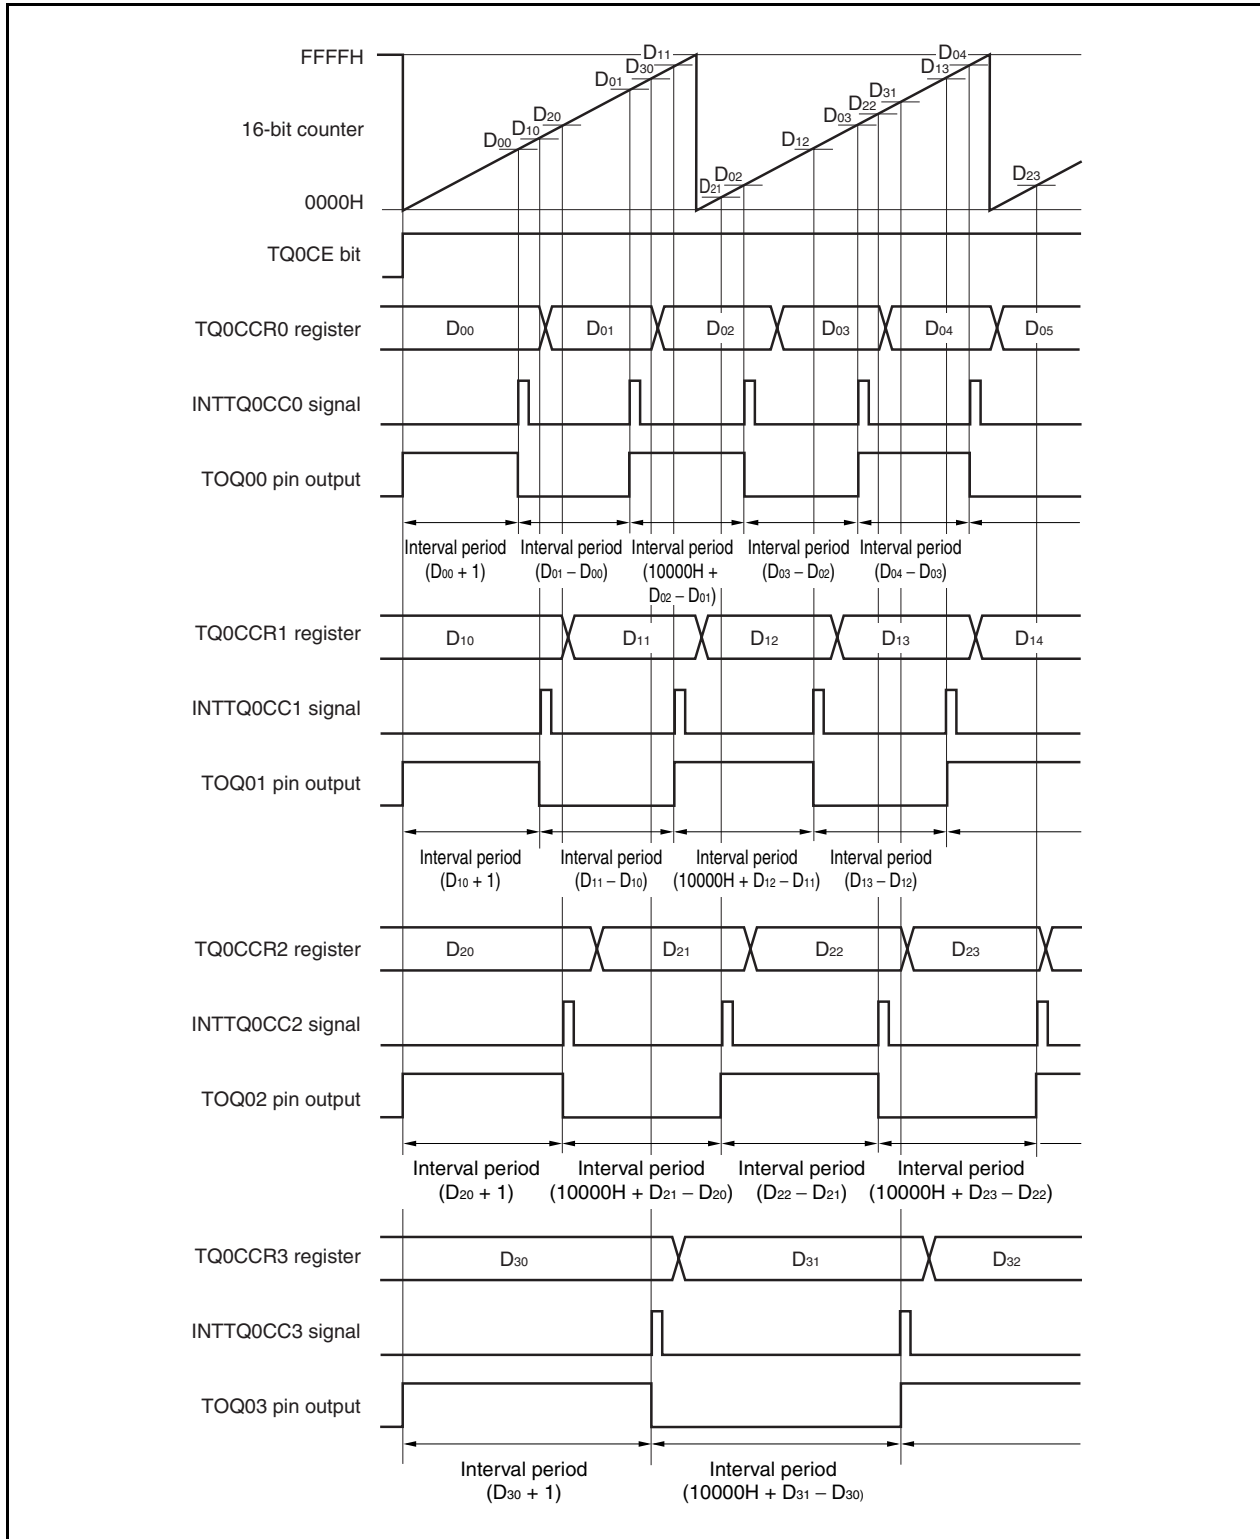 FFFFH
16-bit counter
0000H
D00
D10
D20
D01
D30
D11
D21
D02
D12
D03
D22
D31
D13
D04
D23
TQ0CE bit
TQ0CCR0 register
D00 D01 D02 D03 D04 D05
INTTQ0CC0 signal
TOQ00 pin output
Interval period Interval period Interval period Interval period Interval period
(D00 + 1) (D01 – D00) (10000H + (D03 – D02) (D04 – D03)
D02 – D01)
TQ0CCR1 register
D10 D11 D12 D13 D14
INTTQ0CC1 signal
TOQ01 pin output
Interval period Interval period Interval period Interval period
(D10 + 1) (D11 – D10) (10000H + D12 – D11) (D13 – D12)
TQ0CCR2 register
D20 D21 D22 D23
INTTQ0CC2 signal
TOQ02 pin output
Interval period Interval period Interval period Interval period
(D20 + 1) (10000H + D21 – D20) (D22 – D21) (10000H + D23 – D22)
TQ0CCR3 register
D30 D31 D32
INTTQ0CC3 signal
TOQ03 pin output
Interval period Interval period
(D30 + 1) (10000H + D31 – D30)